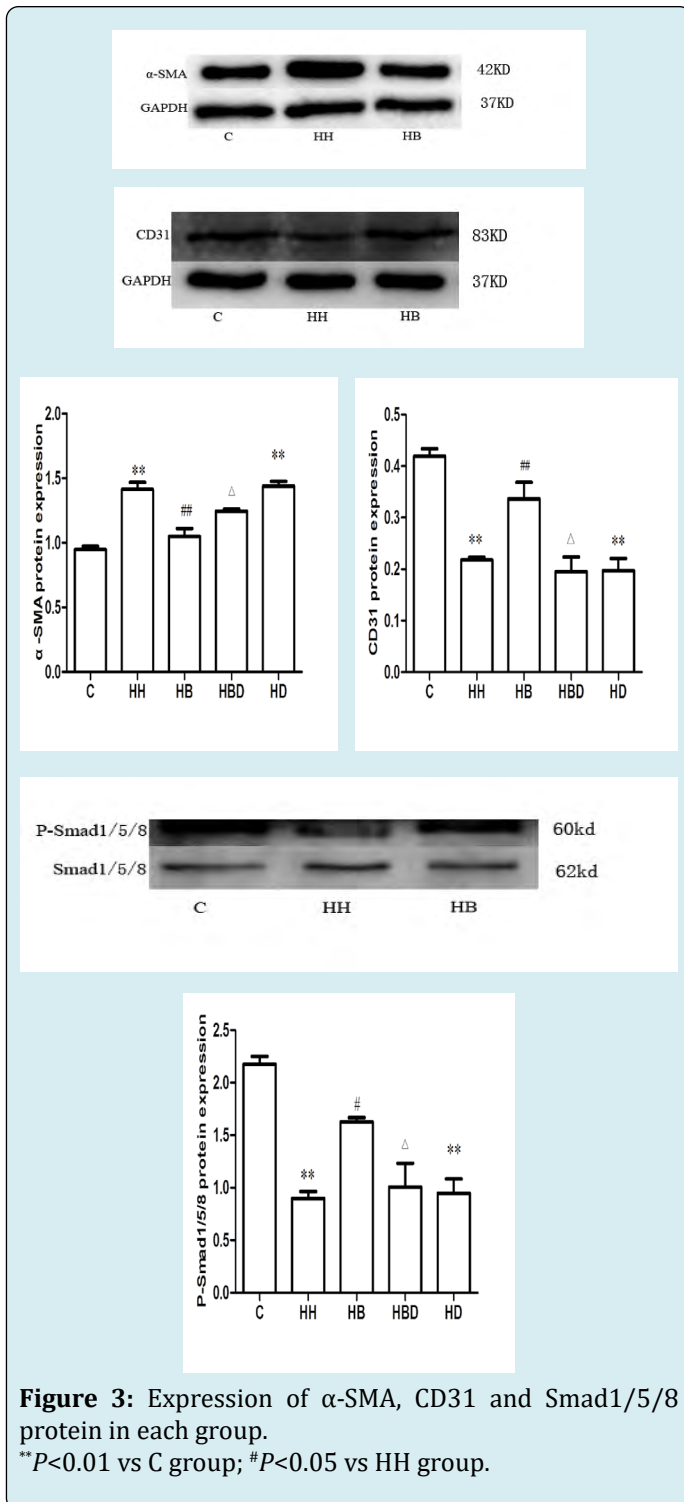 α-SMA 42KD
GAPDH 37KD
C HH HB
CD31 83KD
GAPDH 37KD
C HH HB
α -SMA protein expression
2.0
1.5
1.0
0.5
0.0
** ## △ **
C HH HB HBD HD
CD31 protein expression
0.5
0.4
0.3
0.2
0.1
0.0
** ## △ **
C HH HB HBD HD
P-Smad1/5/8 60kd
Smad1/5/8 62kd
C HH HB
P-Smad1/5/8 protein expression
2.5
2.0
1.5
1.0
0.5
0.0
** # △ **
C HH HB HBD HD
Figure 3: Expression of α-SMA, CD31 and Smad1/5/8
protein in each group.
**P<0.01 vs C group; #P<0.05 vs HH group.